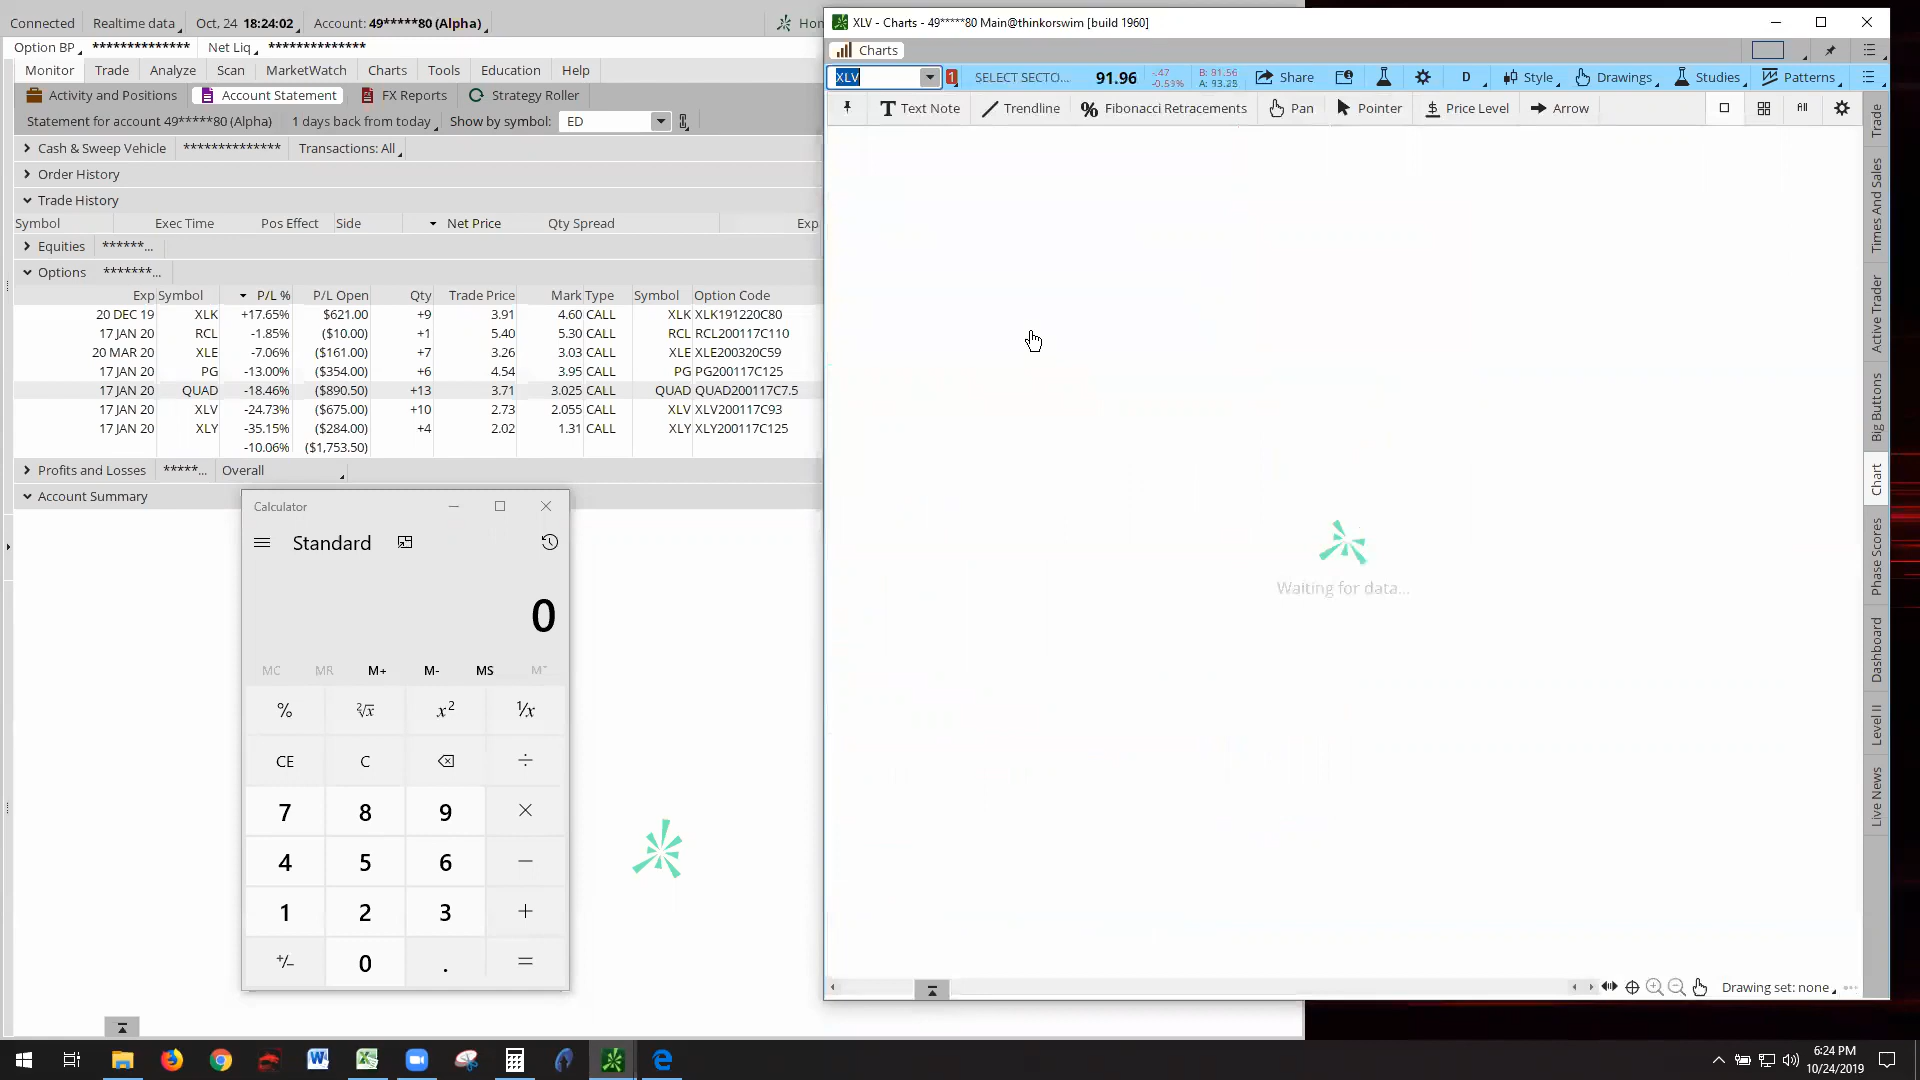 Connected Realtime data Oct, 24 18:24:02 Account: 49*****80 (Alpha)
Option BP ************** Net Liq **************
Monitor Trade Analyze Scan MarketWatch Charts Tools Education Help
Activity and Positions Account Statement FX Reports Strategy Roller
Statement for account 49*****80 (Alpha) 1 days back from today Show by symbol: ED
Cash & Sweep Vehicle ************** Transactions: All
Order History
Trade History
Symbol Exec Time Pos Effect Side Net Price Qty Spread Exp
Equities ******...
Options *******...
Exp Symbol P/L % P/L Open Qty Trade Price Mark Type Symbol Option Code
20 DEC 19 XLK +17.65% $621.00 +9 3.91 4.60 CALL XLK XLK191220C80
17 JAN 20 RCL -1.85% ($10.00) +1 5.40 5.30 CALL RCL RCL200117C110
20 MAR 20 XLE -7.06% ($161.00) +7 3.26 3.03 CALL XLE XLE200320C59
17 JAN 20 PG -13.00% ($354.00) +6 4.54 3.95 CALL PG PG200117C125
17 JAN 20 QUAD -18.46% ($890.50) +13 3.71 3.025 CALL QUAD QUAD200117C7.5
17 JAN 20 XLV -24.73% ($675.00) +10 2.73 2.055 CALL XLV XLV200117C93
17 JAN 20 XLY -35.15% ($284.00) +4 2.02 1.31 CALL XLY XLY200117C125
-10.06% ($1,753.50)
Profits and Losses *****... Overall
Account Summary
Calculator
Standard
0
MC MR M+ M- MS
% ²√x x² ¹/x
CE C ÷
7 8 9 ×
4 5 6 −
1 2 3 +
+/− 0 . =
XLV - Charts - 49*****80 Main@thinkorswim [build 1960]
Charts
XLV 1 SELECT SECTO... 91.96 -.47 -0.51% B: 91.56 Share D Style Drawings Studies Patterns
Text Note Trendline Fibonacci Retracements Pan Pointer Price Level Arrow All
Waiting for data...
Drawing set: none
Trade
Times And Sales
Active Trader
Big Buttons
Chart
Phase Scores
Dashboard
Level II
Live News
6:24 PM
10/24/2019